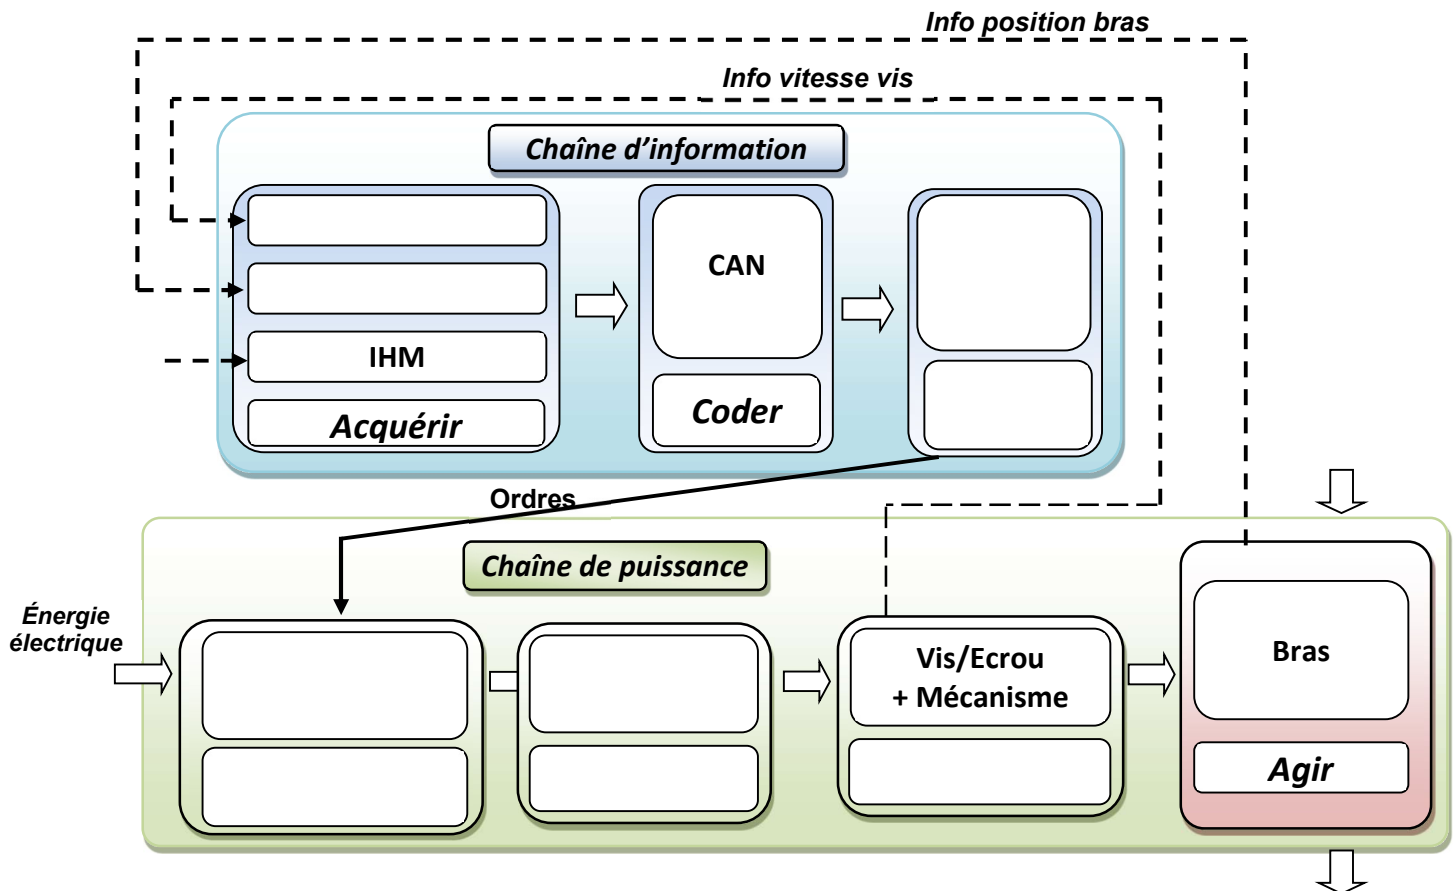 Info position bras
Info vitesse vis
Chaîne d'information
CAN
IHM
Acquérir
Coder
Ordres
Chaîne de puissance
Énergie
électrique
Vis/Ecrou
+ Mécanisme
Bras
Agir